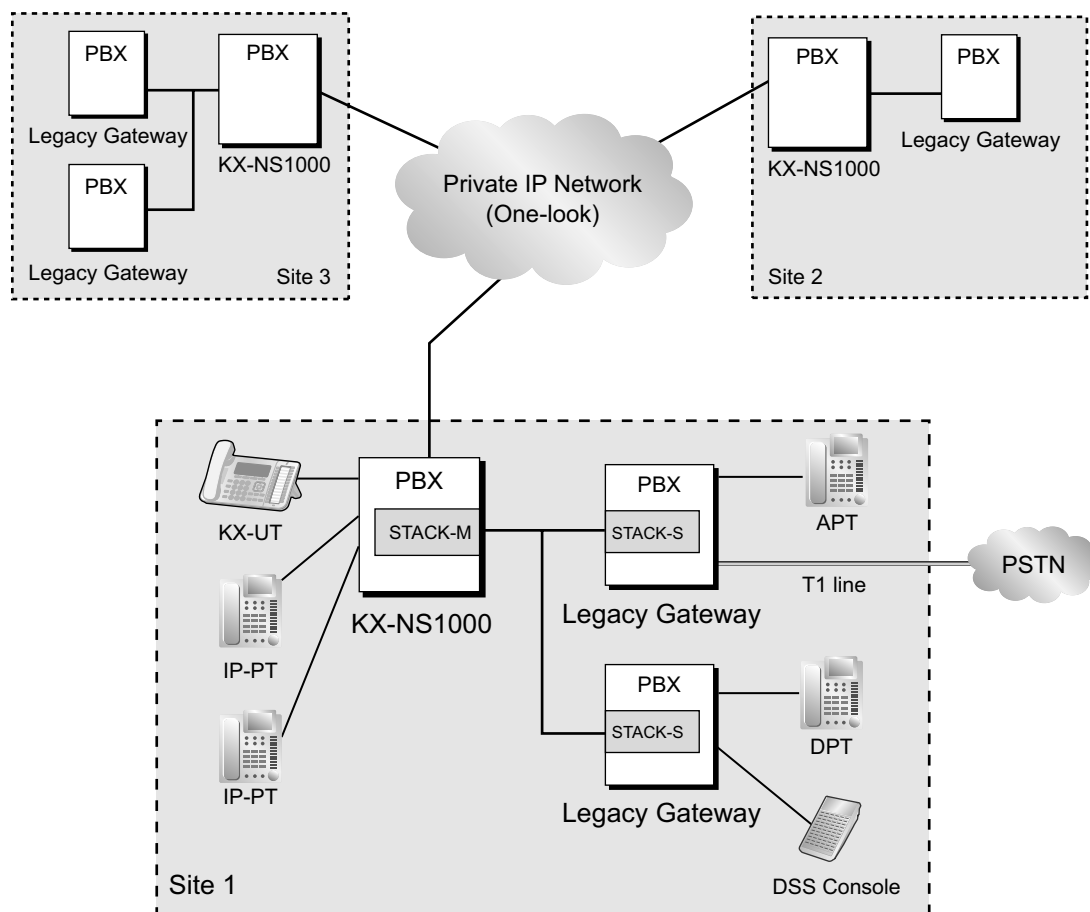 PBX
PBX
Legacy Gateway
KX-NS1000
PBX
Legacy Gateway
Site 3
Private IP Network
(One-look)
PBX
PBX
KX-NS1000
Legacy Gateway
Site 2
KX-UT
IP-PT
IP-PT
PBX
STACK-M
KX-NS1000
PBX
STACK-S
Legacy Gateway
APT
T1 line
PSTN
PBX
STACK-S
Legacy Gateway
DPT
DSS Console
Site 1